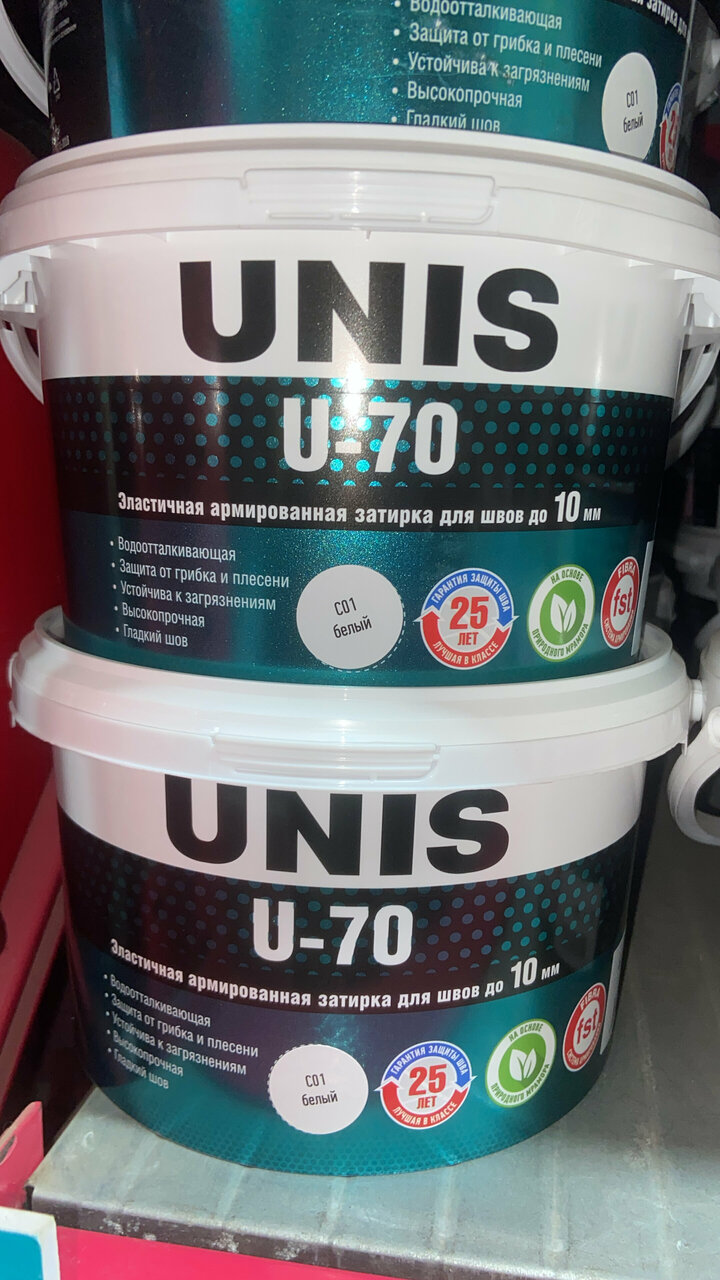 Водоотталкивающая
Защита от грибка и плесени
• Устойчива к загрязнениям
• Высокопрочная
• Гладкий шов
С01
белый
UNIS
U-70
Эластичная армированная затирка для швов до 10 мм
• Водоотталкивающая
• Защита от грибка и плесени
• Устойчива к загрязнениям
• Высокопрочная
• Гладкий шов
С01
белый
ГАРАНТИЯ ЗАЩИТЫ ШВА
25
ЛЕТ
ЛУЧШАЯ В КЛАССЕ
НА ОСНОВЕ
ПРИРОДНОГО МРАМОРА
FIBRA
fst
UNIS
U-70
Эластичная армированная затирка для швов до 10 мм
• Водоотталкивающая
• Защита от грибка и плесени
• Устойчива к загрязнениям
• Высокопрочная
• Гладкий шов
С01
белый
ГАРАНТИЯ ЗАЩИТЫ ШВА
25
ЛЕТ
ЛУЧШАЯ В КЛАССЕ
НА ОСНОВЕ
ПРИРОДНОГО МРАМОРА
FIBRA
fst